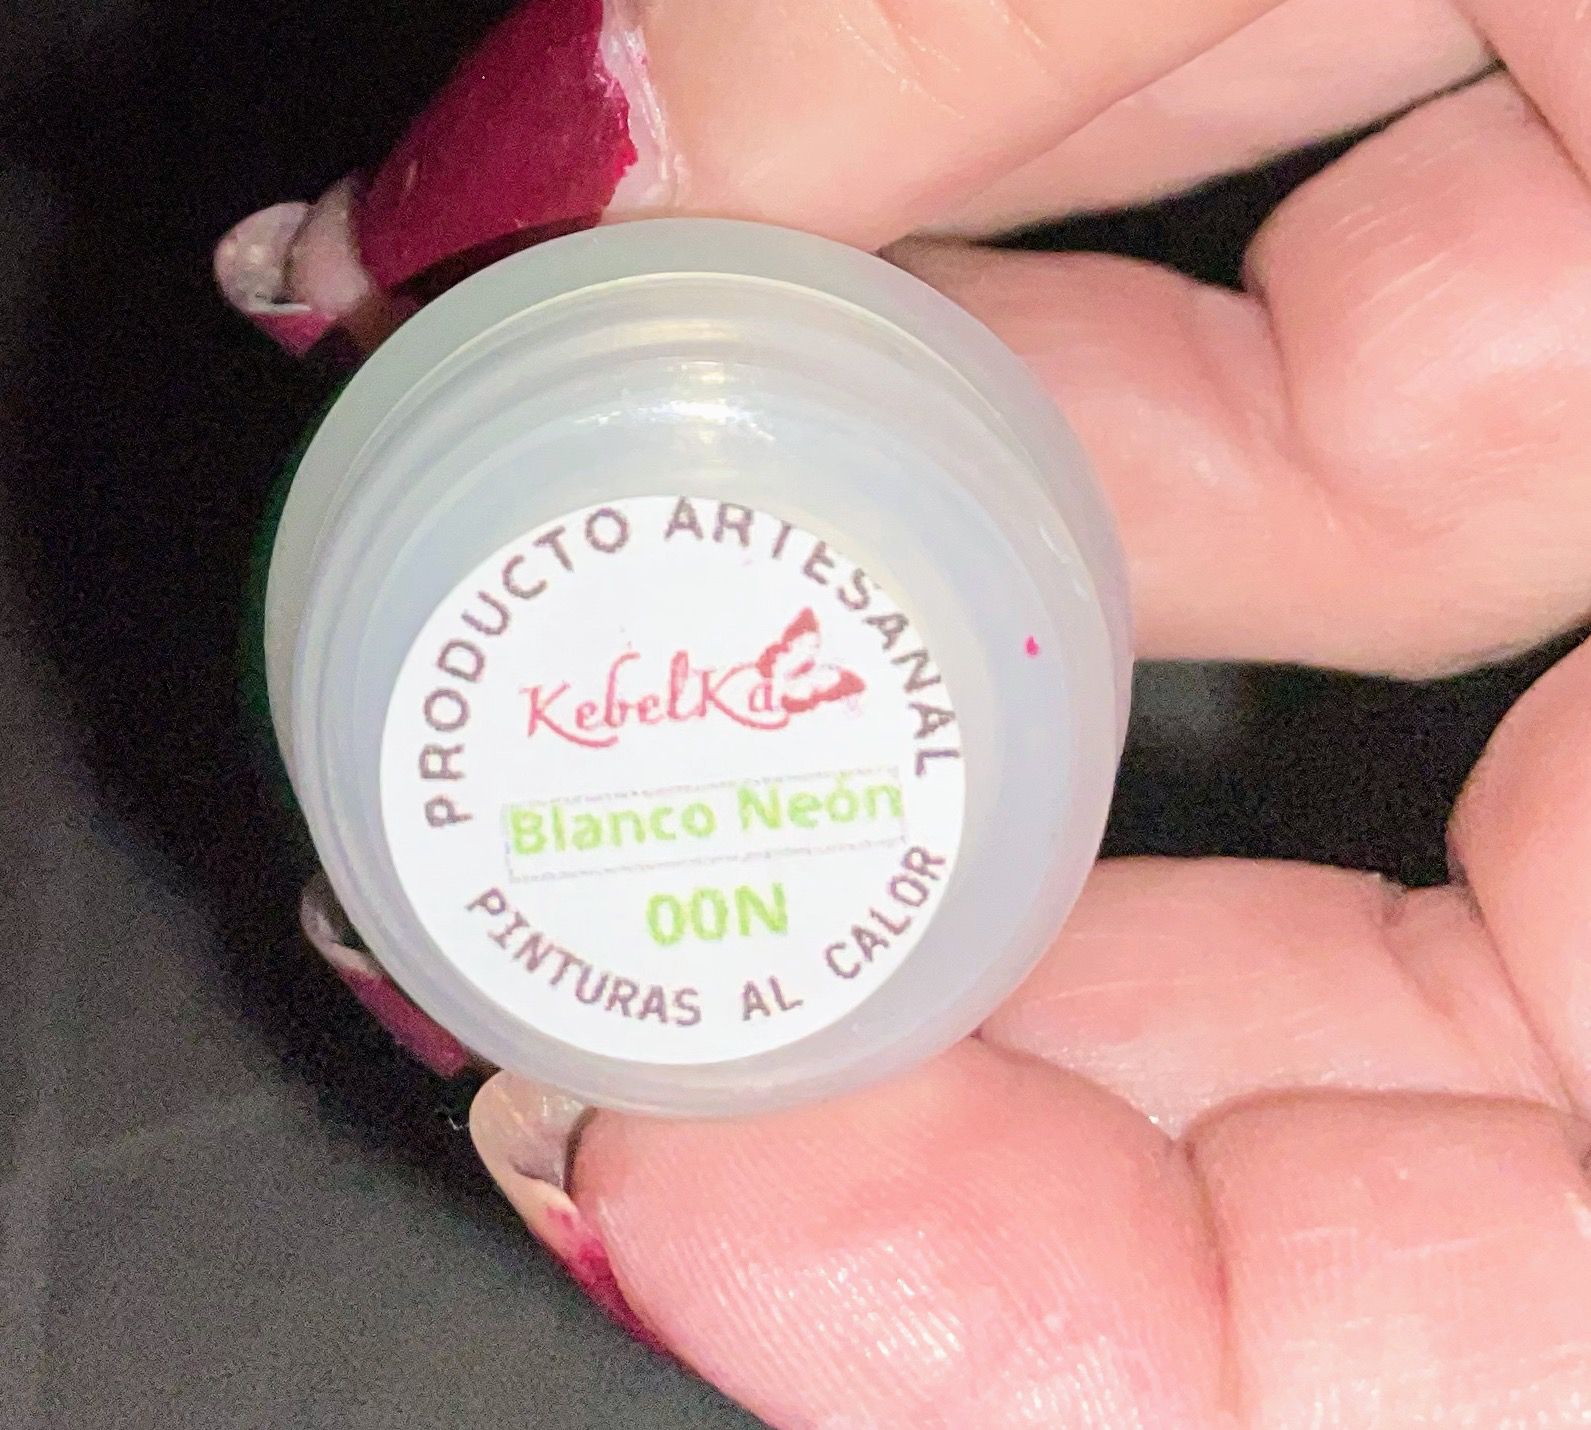 PRODUCTO ARTESANAL
KebelKa
Blanco Neón
00N
PINTURAS AL CALOR